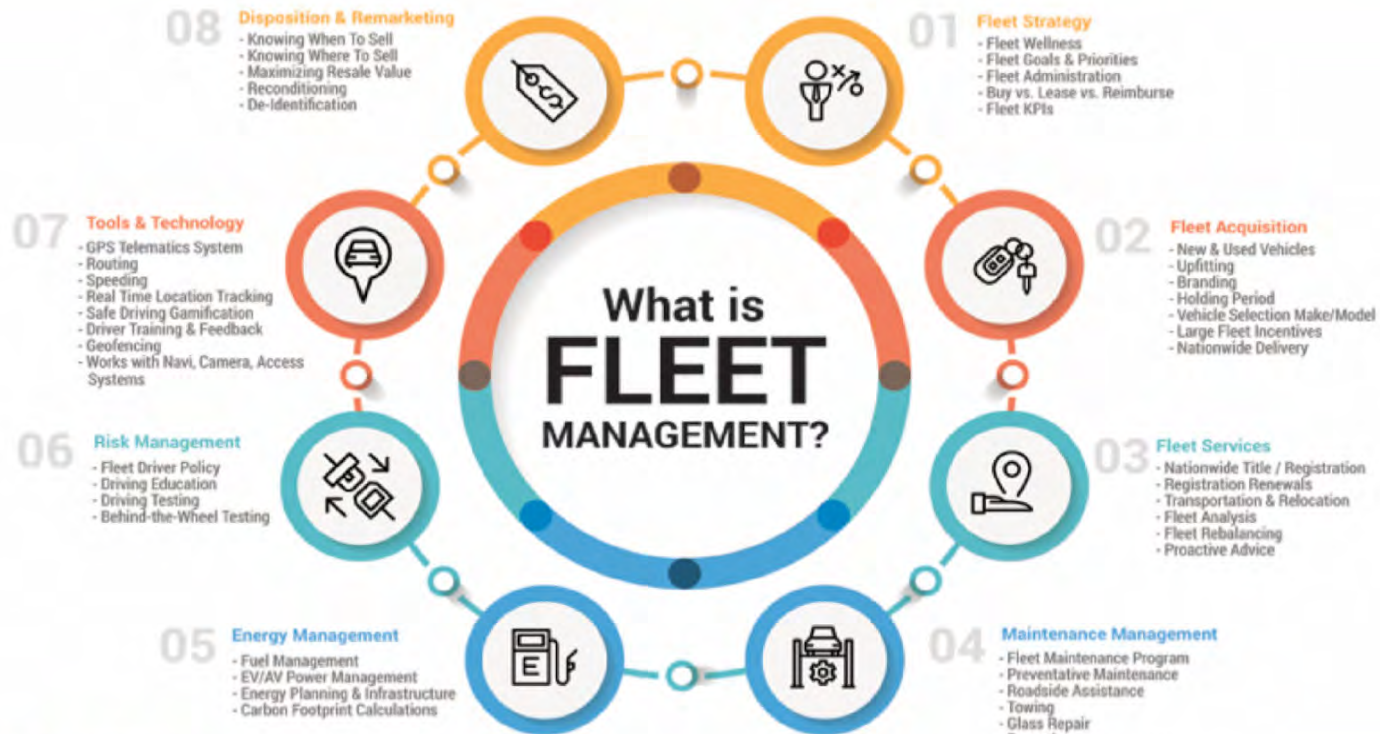 What is
FLEET
MANAGEMENT?
01
Fleet Strategy
- Fleet Wellness
- Fleet Goals & Priorities
- Fleet Administration
- Buy vs. Lease vs. Reimburse
- Fleet KPIs
02
Fleet Acquisition
- New & Used Vehicles
- Upfitting
- Branding
- Holding Period
- Vehicle Selection Make/Model
- Large Fleet Incentives
- Nationwide Delivery
03
Fleet Services
- Nationwide Title / Registration
- Registration Renewals
- Transportation & Relocation
- Fleet Analysis
- Fleet Rebalancing
- Proactive Advice
04
Maintenance Management
- Fleet Maintenance Program
- Preventative Maintenance
- Roadside Assistance
- Towing
- Glass Repair
05
Energy Management
- Fuel Management
- EV/AV Power Management
- Energy Planning & Infrastructure
- Carbon Footprint Calculations
E
06
Risk Management
- Fleet Driver Policy
- Driving Education
- Driving Testing
- Behind-the-Wheel Testing
07
Tools & Technology
- GPS Telematics System
- Routing
- Speeding
- Real Time Location Tracking
- Safe Driving Gamification
- Driver Training & Feedback
- Geofencing
- Works with Navi, Camera, Access
Systems
08
Disposition & Remarketing
- Knowing When To Sell
- Knowing Where To Sell
- Maximizing Resale Value
- Reconditioning
- De-Identification